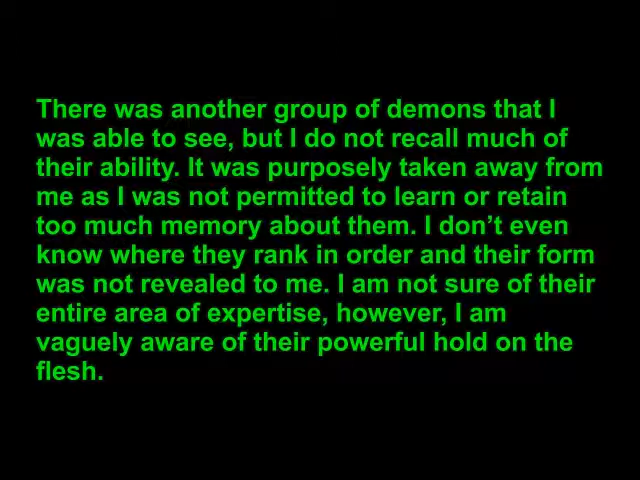 There was another group of demons that I
was able to see, but I do not recall much of
their ability. It was purposely taken away from
me as I was not permitted to learn or retain
too much memory about them. I don’t even
know where they rank in order and their form
was not revealed to me. I am not sure of their
entire area of expertise, however, I am
vaguely aware of their powerful hold on the
flesh.